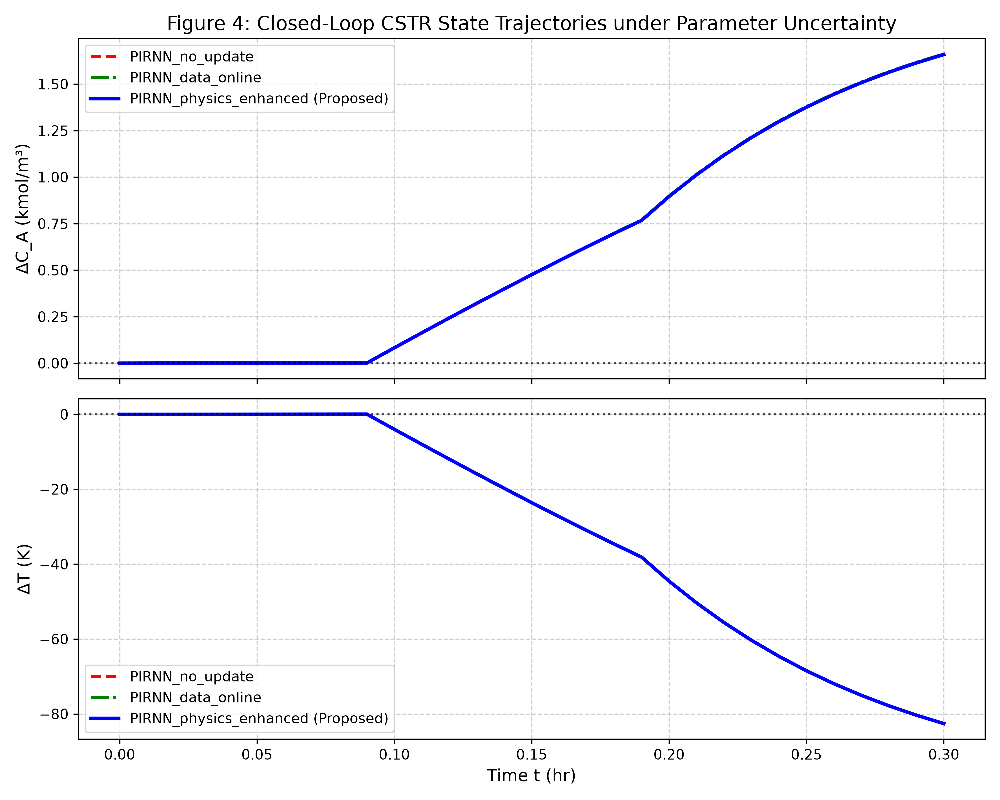 Figure 4: Closed-Loop CSTR State Trajectories under Parameter Uncertainty
PIRNN_no_update
PIRNN_data_online
PIRNN_physics_enhanced (Proposed)
ΔC_A (kmol/m³)
1.50
1.25
1.00
0.75
0.50
0.25
0.00
ΔT (K)
0
−20
−40
−60
−80
PIRNN_no_update
PIRNN_data_online
PIRNN_physics_enhanced (Proposed)
0.00 0.05 0.10 0.15 0.20 0.25 0.30
Time t (hr)